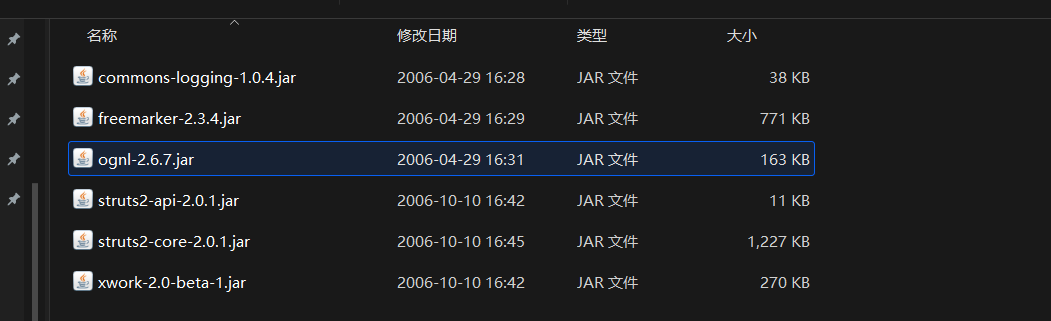 名称 修改日期 类型 大小
commons-logging-1.0.4.jar 2006-04-29 16:28 JAR 文件 38 KB
freemarker-2.3.4.jar 2006-04-29 16:29 JAR 文件 771 KB
ognl-2.6.7.jar 2006-04-29 16:31 JAR 文件 163 KB
struts2-api-2.0.1.jar 2006-10-10 16:42 JAR 文件 11 KB
struts2-core-2.0.1.jar 2006-10-10 16:45 JAR 文件 1,227 KB
xwork-2.0-beta-1.jar 2006-10-10 16:42 JAR 文件 270 KB